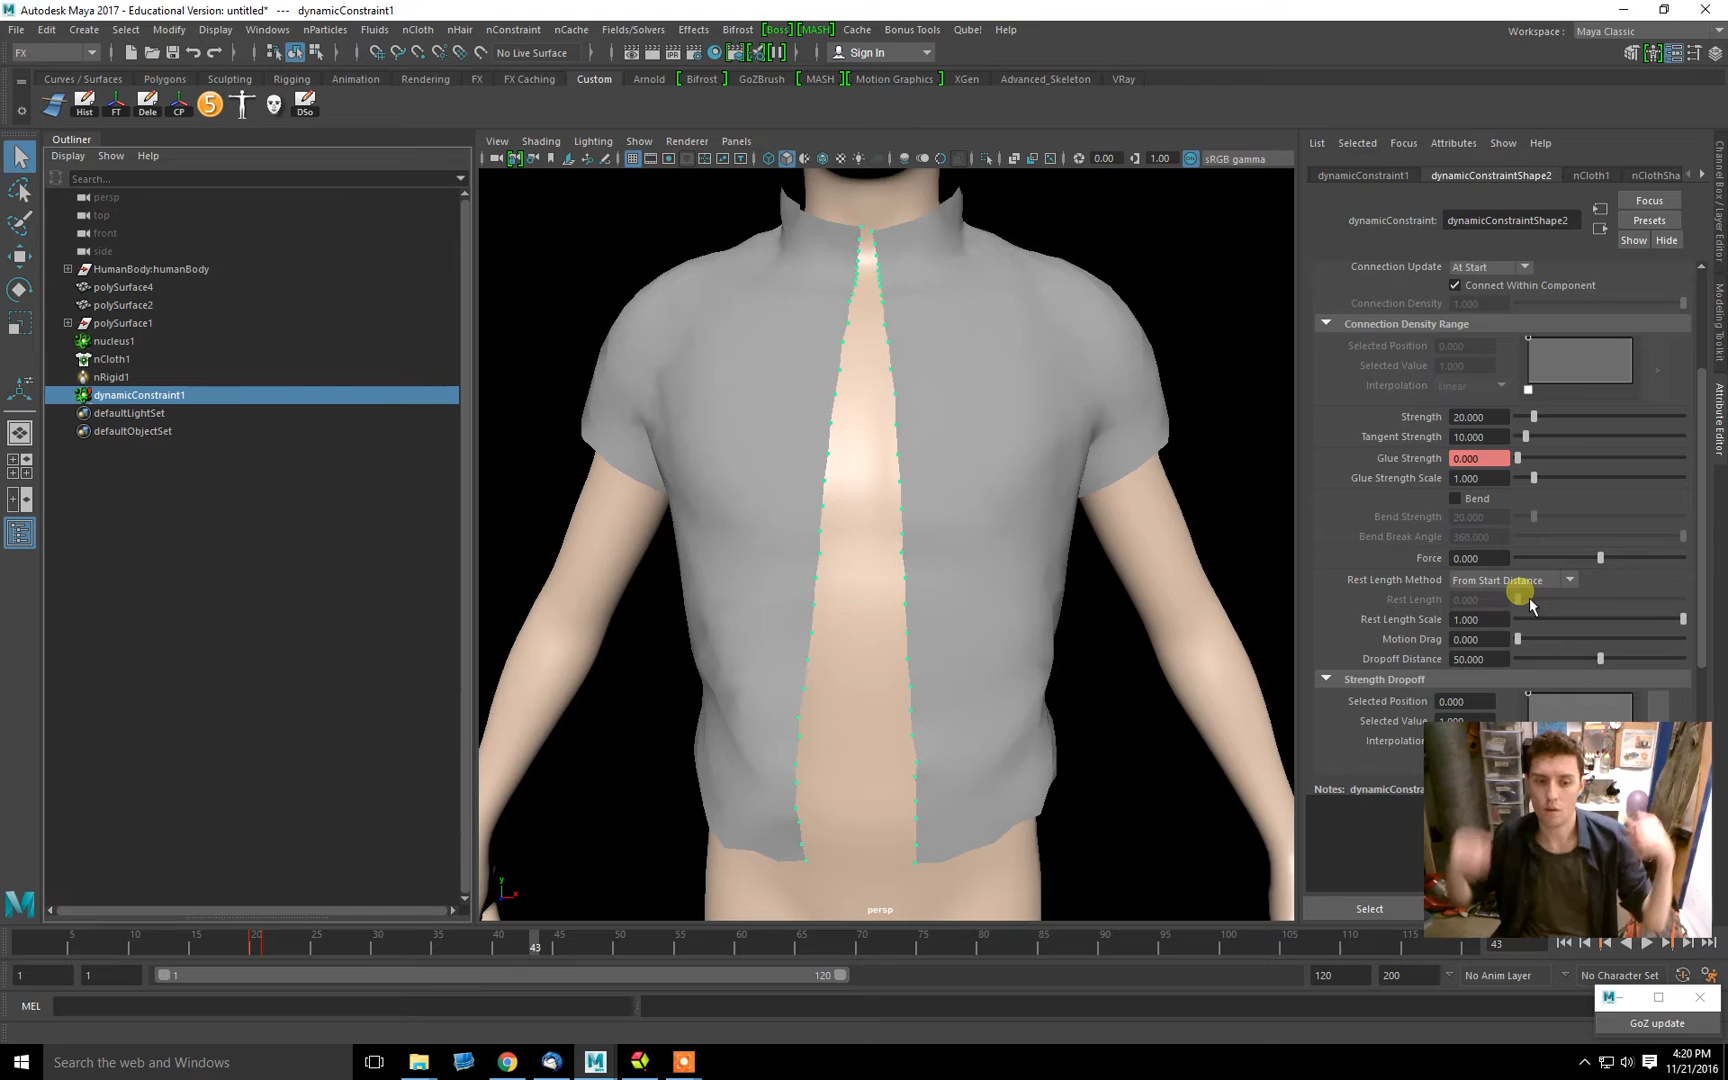 Autodesk Maya 2017 - Educational Version: untitled* --- dynamicConstraint1
File Edit Create Select Modify Display Windows nParticles Fluids nCloth nHair nConstraint nCache Fields/Solvers Effects Bifrost [Boss] [MASH] Cache Bonus Tools Qube! Help
Workspace : Maya Classic
FX
No Live Surface
Sign In
Curves / Surfaces Polygons Sculpting Rigging Animation Rendering FX FX Caching Custom Arnold Bifrost GoZBrush MASH Motion Graphics XGen Advanced_Skeleton VRay
Hist FT Dele CP 5 DSo
Outliner
Display Show Help
Search...
persp
top
front
side
HumanBody:humanBody
polySurface4
polySurface2
polySurface1
nucleus1
nCloth1
nRigid1
dynamicConstraint1
defaultLightSet
defaultObjectSet
View Shading Lighting Show Renderer Panels
0.00 1.00 sRGB gamma
y
x
persp
List Selected Focus Attributes Show Help
dynamicConstraint1 dynamicConstraintShape2 nCloth1 nClothSha
dynamicConstraint: dynamicConstraintShape2
Focus
Presets
Show Hide
Connection Update At Start
Connect Within Component
Connection Density 1.000
Connection Density Range
Selected Position 0.000
Selected Value 1.000
Interpolation Linear
Strength 20.000
Tangent Strength 10.000
Glue Strength 0.000
Glue Strength Scale 1.000
Bend
Bend Strength 20.000
Bend Break Angle 360.000
Force 0.000
Rest Length Method From Start Distance
Rest Length 0.000
Rest Length Scale 1.000
Motion Drag 0.000
Dropoff Distance 50.000
Strength Dropoff
Selected Position 0.000
Selected Value 1.000
Interpolation
Notes: dynamicConstra
Select
Channel Box / Layer Editor
Modeling Toolkit
Attribute Editor
5 10 15 20 25 30 35 40 43 45 50 55 60 65 70 75 80 85 90 95 100 105 110 115
43
1 1 1 120 120 200 No Anim Layer No Character Set
MEL
GoZ update
Search the web and Windows
4:20 PM
11/21/2016